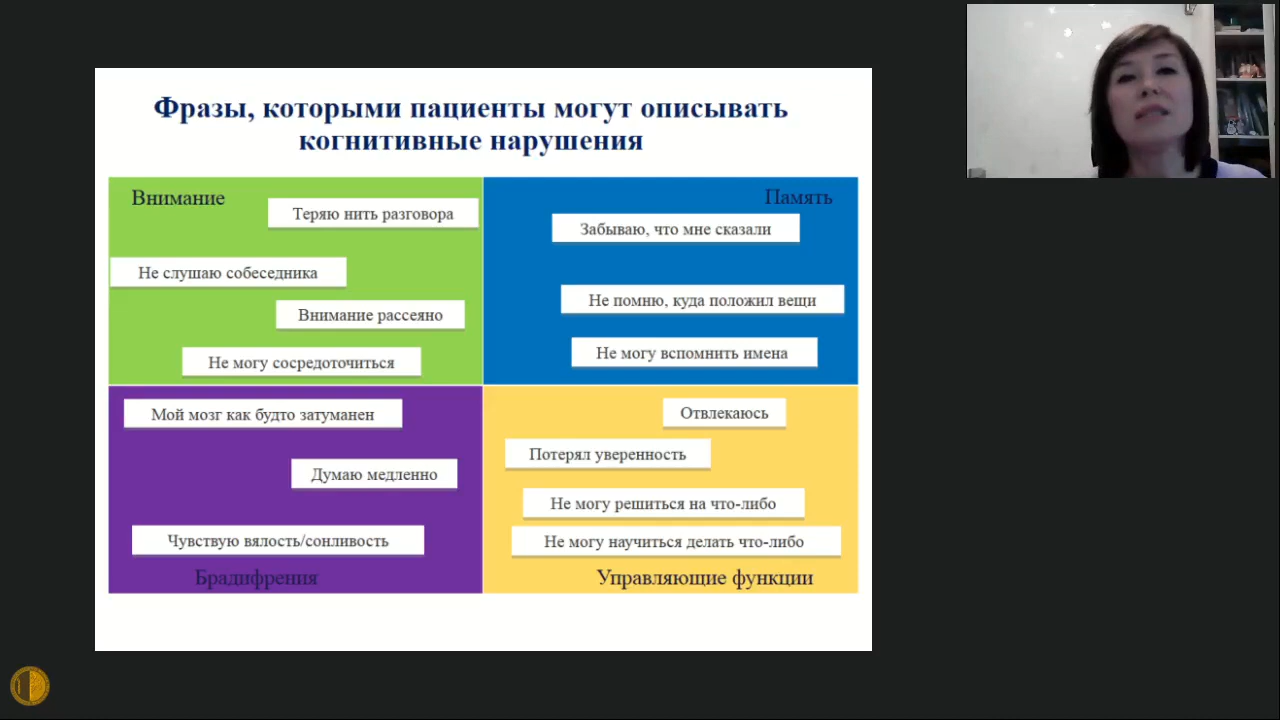 Фразы, которыми пациенты могут описывать
когнитивные нарушения
Внимание
Теряю нить разговора
Не слушаю собеседника
Внимание рассеяно
Не могу сосредоточиться
Память
Забываю, что мне сказали
Не помню, куда положил вещи
Не могу вспомнить имена
Мой мозг как будто затуманен
Думаю медленно
Чувствую вялость/сонливость
Брадифрения
Отвлекаюсь
Потерял уверенность
Не могу решиться на что-либо
Не могу научиться делать что-либо
Управляющие функции